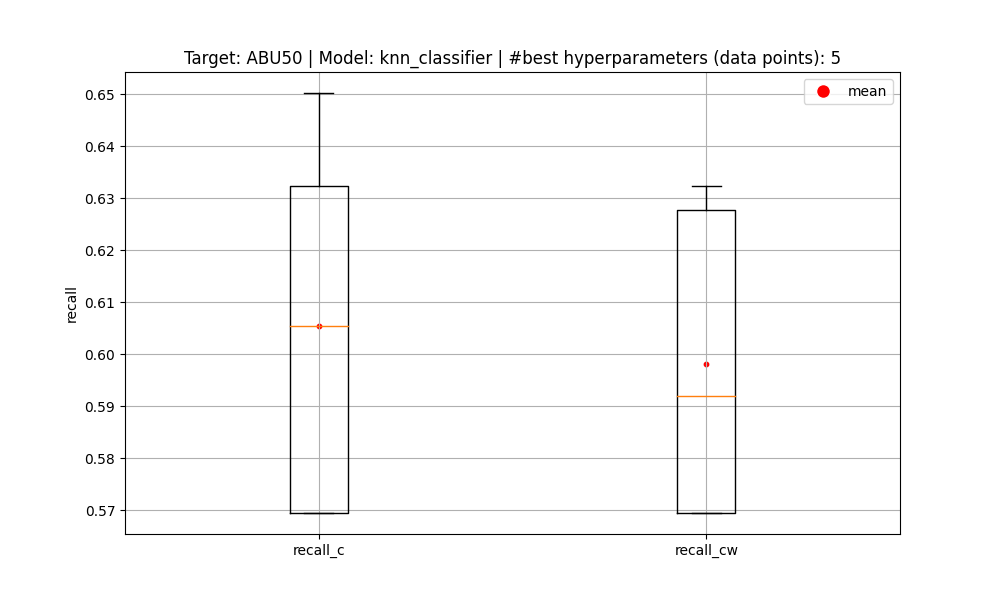 Target: ABU50 | Model: knn_classifier | #best hyperparameters (data points): 5
mean
0.65
0.64
0.63
0.62
0.61
0.60
0.59
0.58
0.57
recall
recall_c
recall_cw